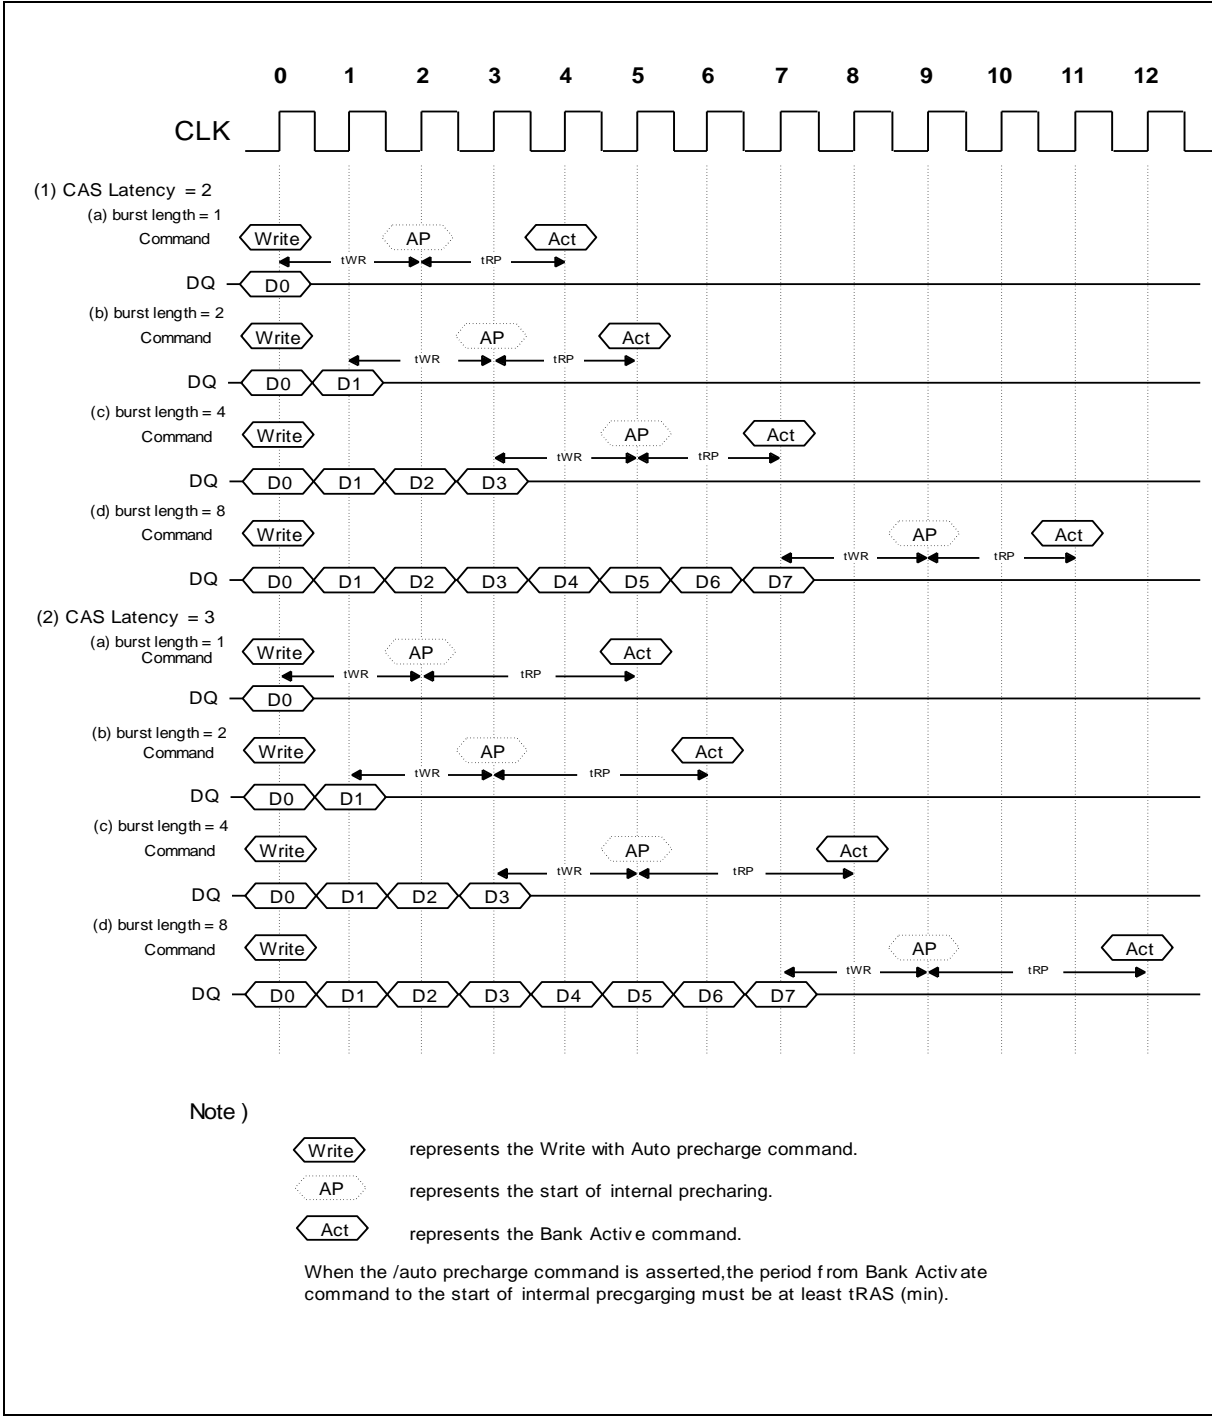 0 1 2 3 4 5 6 7 8 9 10 11 12
CLK
(1) CAS Latency = 2
(a) burst length = 1
Command Write AP Act
tWR tRP
DQ D0
(b) burst length = 2
Command Write AP Act
tWR tRP
DQ D0 D1
(c) burst length = 4
Command Write AP Act
tWR tRP
DQ D0 D1 D2 D3
(d) burst length = 8
Command Write AP Act
tWR tRP
DQ D0 D1 D2 D3 D4 D5 D6 D7
(2) CAS Latency = 3
(a) burst length = 1
Command Write AP Act
tWR tRP
DQ D0
(b) burst length = 2
Command Write AP Act
tWR tRP
DQ D0 D1
(c) burst length = 4
Command Write AP Act
tWR tRP
DQ D0 D1 D2 D3
(d) burst length = 8
Command Write AP Act
tWR tRP
DQ D0 D1 D2 D3 D4 D5 D6 D7
Note )
Write represents the Write with Auto precharge command.
AP represents the start of internal precharing.
Act represents the Bank Active command.
When the /auto precharge command is asserted,the period from Bank Activate
command to the start of intermal precgarging must be at least tRAS (min).